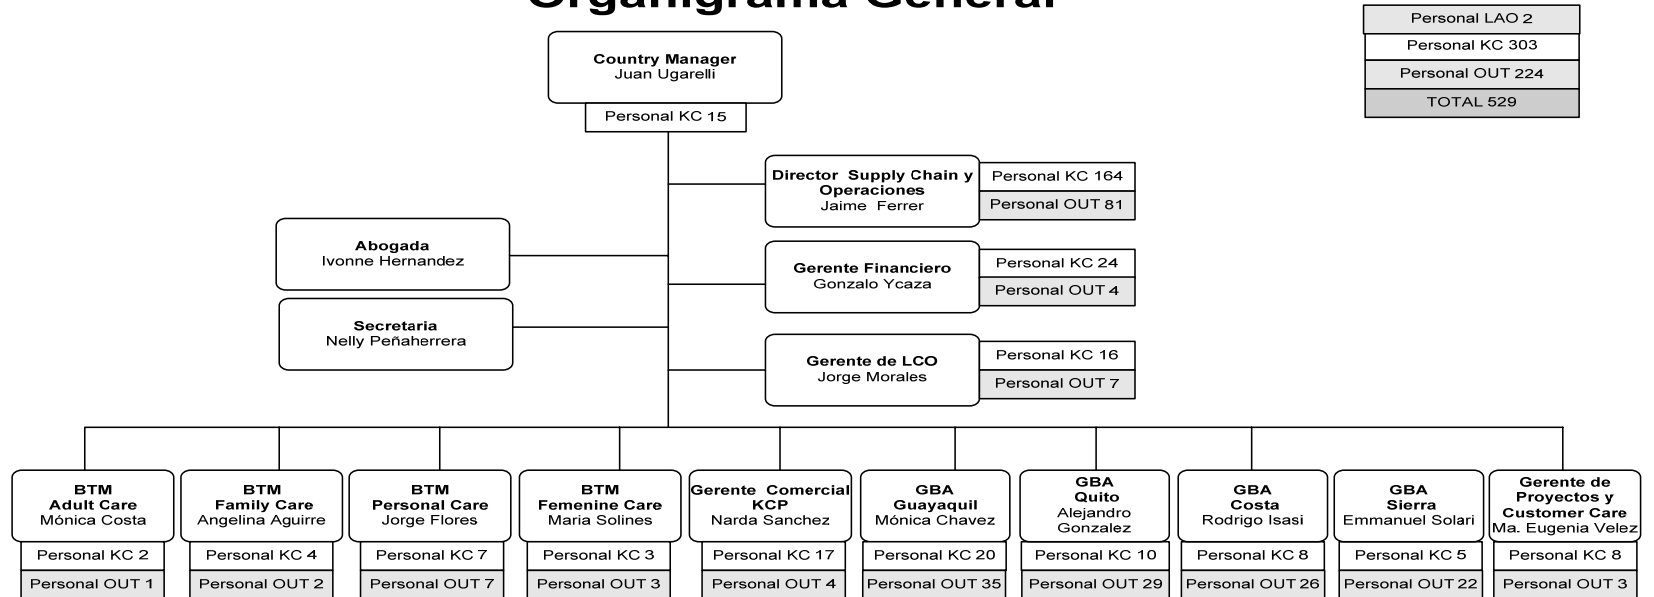 Organigrama General
Personal LAO 2
Personal KC 303
Personal OUT 224
TOTAL 529
Country Manager
Juan Ugarelli
Personal KC 15
Director Supply Chain y
Operaciones
Jaime Ferrer
Personal KC 164
Personal OUT 81
Abogada
Ivonne Hernandez
Gerente Financiero
Gonzalo Ycaza
Personal KC 24
Personal OUT 4
Secretaria
Nelly Peñaherrera
Gerente de LCO
Jorge Morales
Personal KC 16
Personal OUT 7
BTM
Adult Care
Mónica Costa
Personal KC 2
Personal OUT 1
BTM
Family Care
Angelina Aguirre
Personal KC 4
Personal OUT 2
BTM
Personal Care
Jorge Flores
Personal KC 7
Personal OUT 7
BTM
Femenine Care
Maria Solines
Personal KC 3
Personal OUT 3
Gerente Comercial
KCP
Narda Sanchez
Personal KC 17
Personal OUT 4
GBA
Guayaquil
Mónica Chavez
Personal KC 20
Personal OUT 35
GBA
Quito
Alejandro
Gonzalez
Personal KC 10
Personal OUT 29
GBA
Costa
Rodrigo Isasi
Personal KC 8
Personal OUT 26
GBA
Sierra
Emmanuel Solari
Personal KC 5
Personal OUT 22
Gerente de
Proyectos y
Customer Care
Ma. Eugenia Velez
Personal KC 8
Personal OUT 3